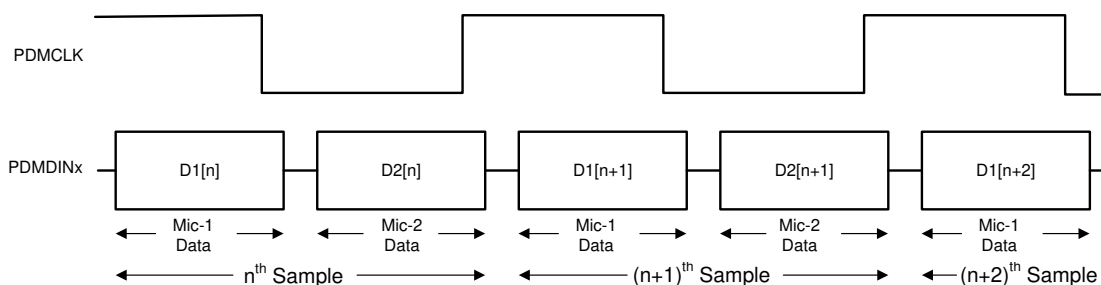 PDMCLK
PDMDINx
D1[n]
D2[n]
D1[n+1]
D2[n+1]
D1[n+2]
Mic-1
Data
Mic-2
Data
Mic-1
Data
Mic-2
Data
Mic-1
Data
nth Sample
(n+1)th Sample
(n+2)th Sample